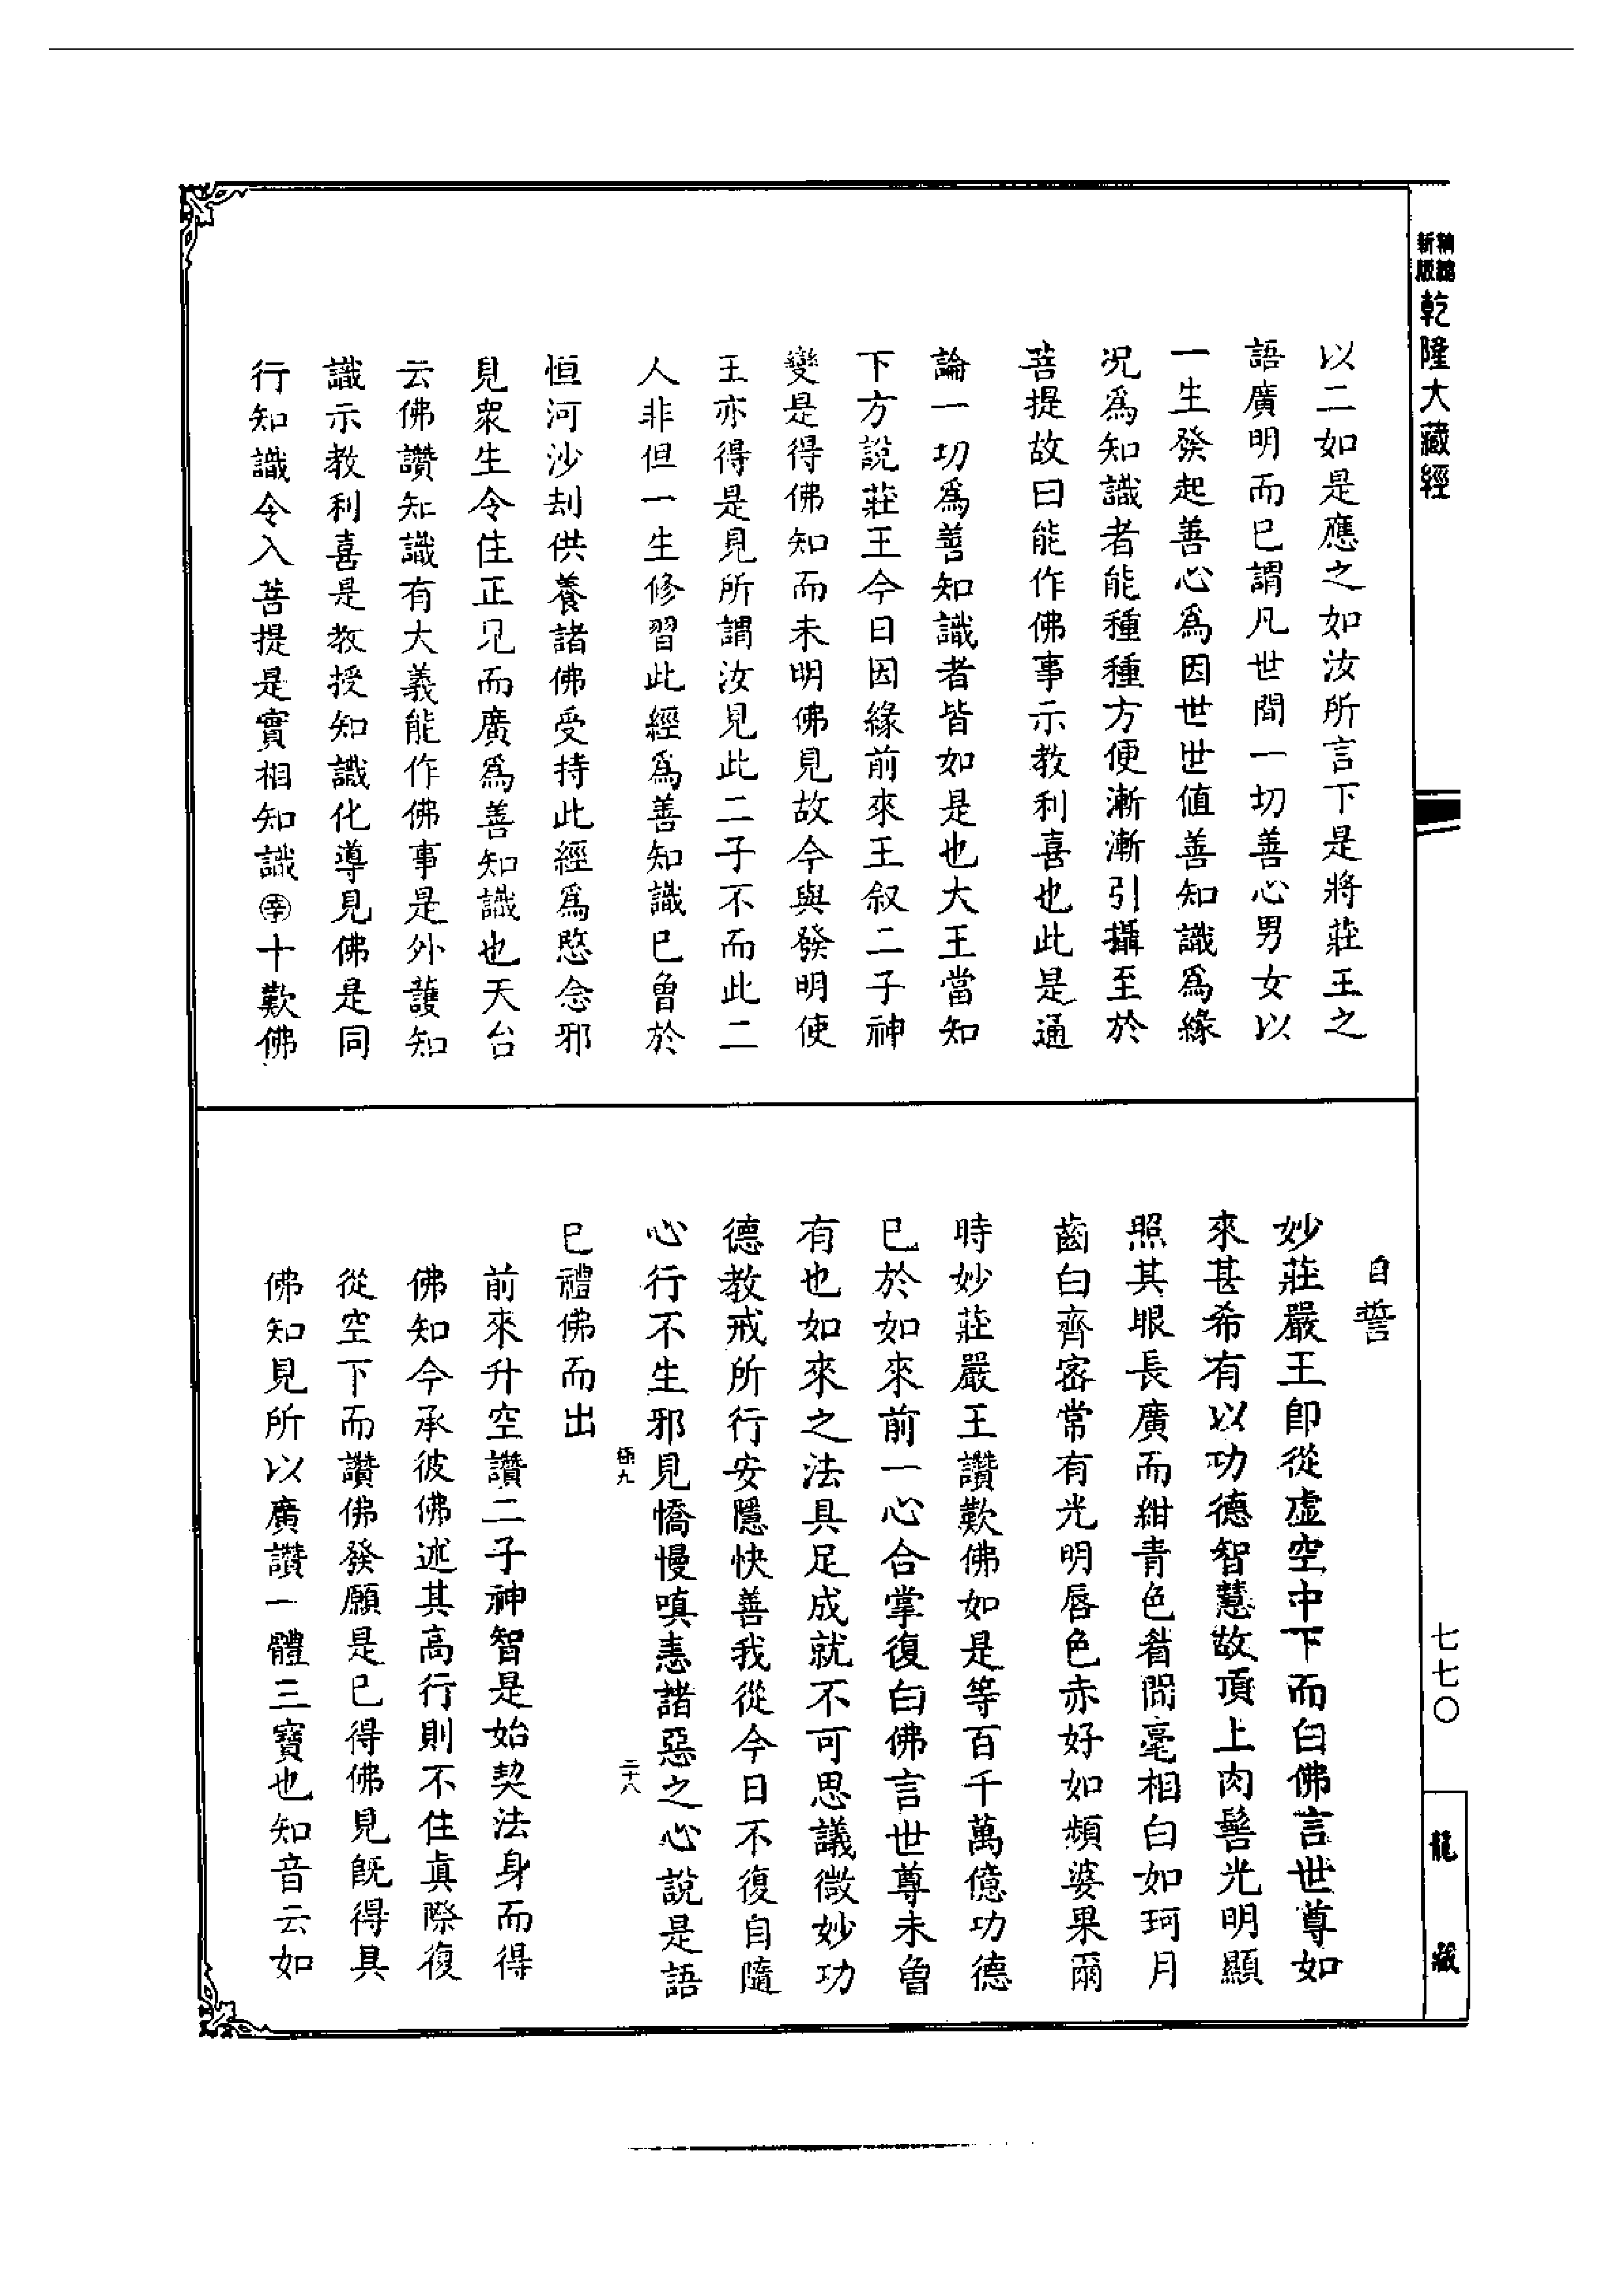 新版
精縮
乾隆大藏經
以二如是應之如汝所言下是將莊王之
語廣明而已謂凡世間一切善心男女以
一生發起善心為因世世值善知識為緣
況為知識者能種種方便漸漸引攝至於
菩提故曰能作佛事示教利喜也此是通
論一切為善知識者皆如是也大王當知
下方說莊王今日因緣前來王叙二子神
變是得佛知而未明佛見故今與發明使
王亦得是見所謂汝見此二子不而此二
人非但一生修習此經為善知識已曾於
恒河沙刦供養諸佛受持此經為愍念邪
見衆生令住正見而廣為善知識也天台
云佛讚知識有大義能作佛事是外護知
識示教利喜是教授知識化導見佛是同
行知識令入菩提是實相知識㊕十歎佛
自誓
妙莊嚴王即從虛空中下而白佛言世尊如
來甚希有以功德智慧故頂上肉髻光明顯
照其眼長廣而紺青色眉間毫相白如珂月
齒白齊密常有光明唇色赤好如頻婆果爾
時妙莊嚴王讚歎佛如是等百千萬億功德
已於如來前一心合掌復白佛言世尊未曾
有也如來之法具足成就不可思議微妙功
德教戒所行安隱快善我從今日不復自隨
心行不生邪見憍慢嗔恚諸惡之心說是語
極九
二十八
已禮佛而出
前來升空讚二子神智是始契法身而得
佛知今承彼佛述其高行則不住真際復
從空下而讚佛發願是已得佛見旣得具
佛知見所以廣讚一體三寶也知音云如
七七〇
龍藏